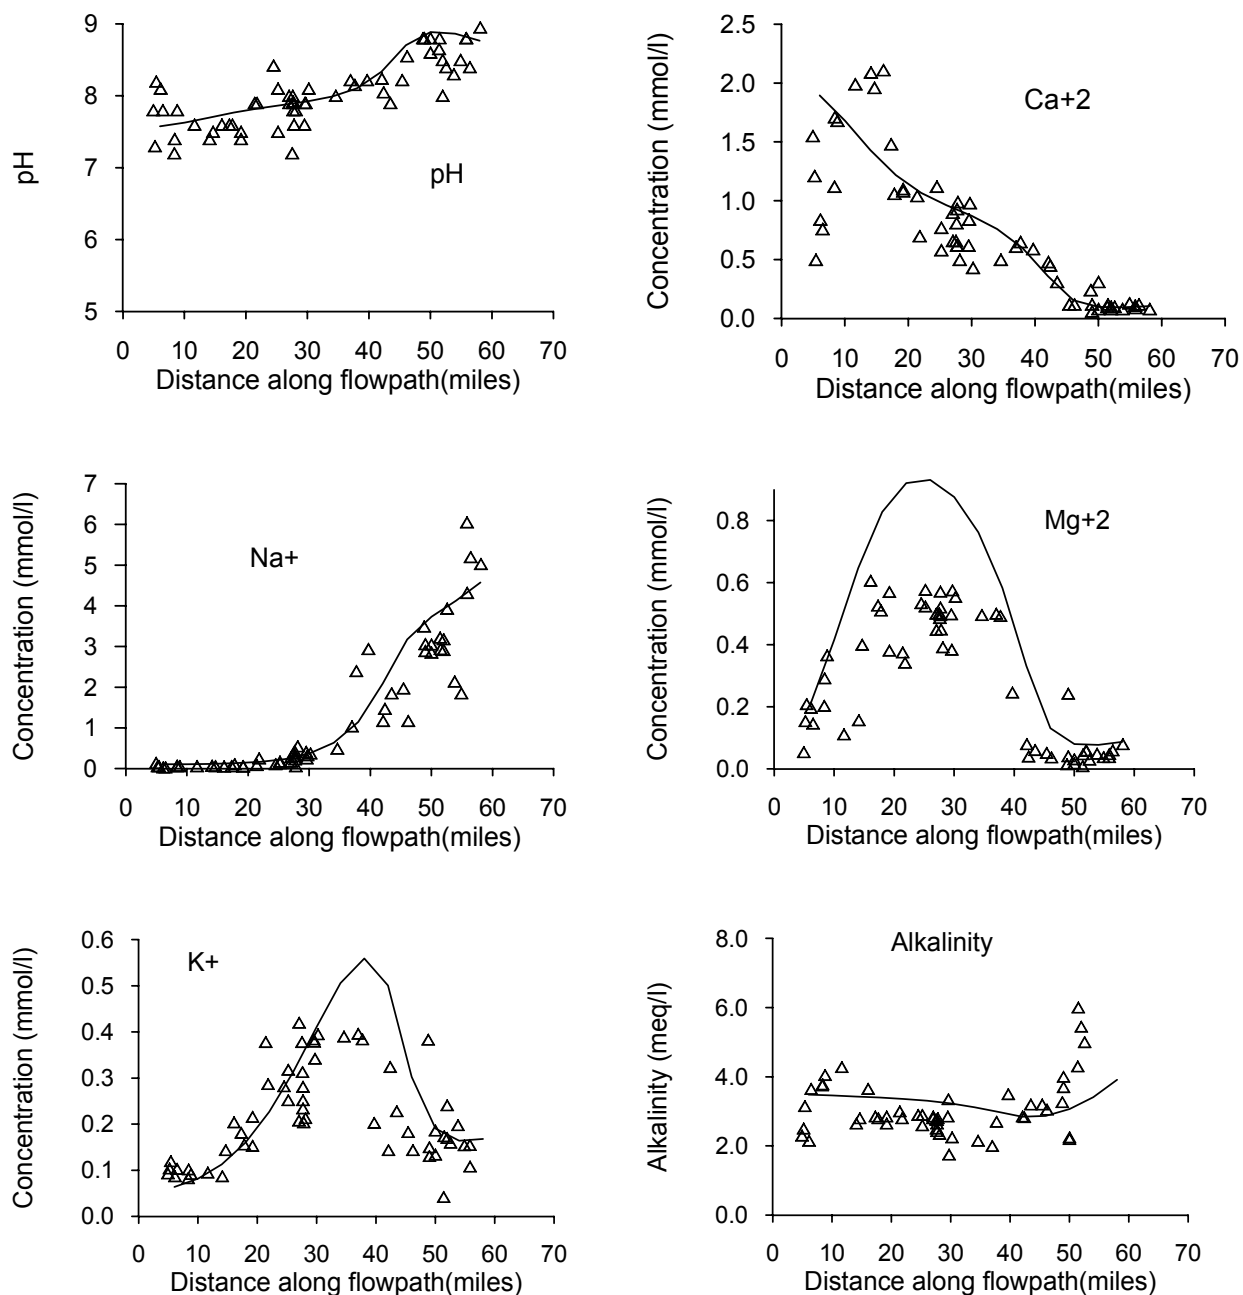 9
8
7
6
5
0 10 20 30 40 50 60 70
Distance along flowpath(miles)
pH
pH
2.5
2.0
1.5
1.0
0.5
0.0
0 10 20 30 40 50 60 70
Distance along flowpath(miles)
Concentration (mmol/l)
Ca+2
7
6
5
4
3
2
1
0
0 10 20 30 40 50 60 70
Distance along flowpath(miles)
Concentration (mmol/l)
Na+
0.8
0.6
0.4
0.2
0.0
0 10 20 30 40 50 60 70
Distance along flowpath(miles)
Concentration (mmol/l)
Mg+2
0.6
0.5
0.4
0.3
0.2
0.1
0.0
0 10 20 30 40 50 60 70
Distance along flowpath(miles)
Concentration (mmol/l)
K+
8.0
6.0
4.0
2.0
0.0
0 10 20 30 40 50 60 70
Distance along flowpath(miles)
Alkalinity (meq/l)
Alkalinity